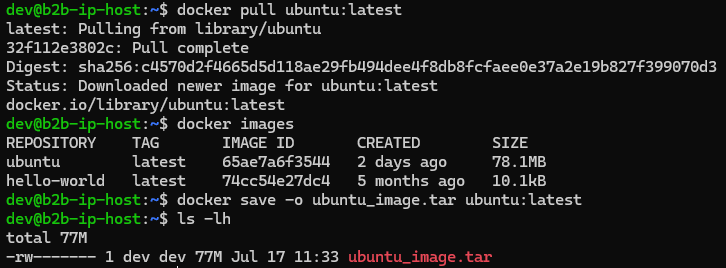 dev@b2b-ip-host:~$ docker pull ubuntu:latest
latest: Pulling from library/ubuntu
32f112e3802c: Pull complete
Digest: sha256:c4570d2f4665d5d118ae29fb494dee4f8db8fcfaee0e37a2e19b827f399070d3
Status: Downloaded newer image for ubuntu:latest
docker.io/library/ubuntu:latest
dev@b2b-ip-host:~$ docker images
REPOSITORY    TAG       IMAGE ID       CREATED        SIZE
ubuntu        latest    65ae7a6f3544   2 days ago     78.1MB
hello-world   latest    74cc54e27dc4   5 months ago   10.1kB
dev@b2b-ip-host:~$ docker save -o ubuntu_image.tar ubuntu:latest
dev@b2b-ip-host:~$ ls -lh
total 77M
-rw------- 1 dev dev 77M Jul 17 11:33 ubuntu_image.tar